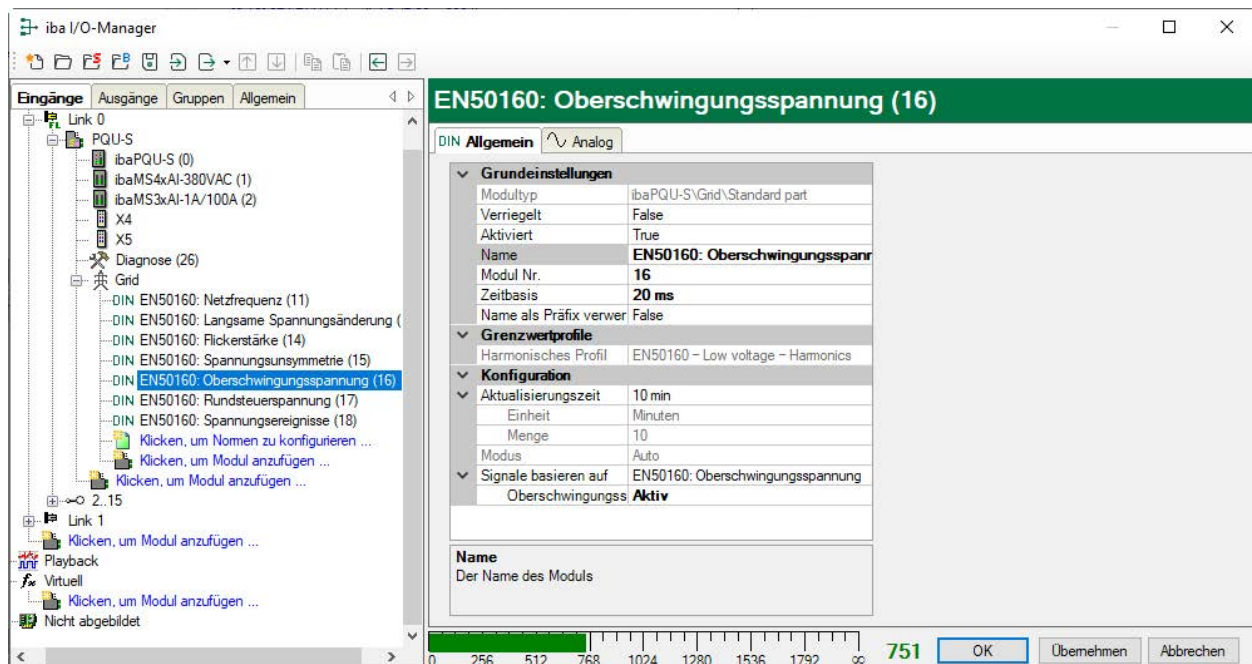 iba I/O-Manager
Eingänge Ausgänge Gruppen Allgemein
Link 0
PQU-S
ibaPQU-S (0)
ibaMS4xAI-380VAC (1)
ibaMS3xAI-1A/100A (2)
X4
X5
Diagnose (26)
Grid
DIN EN50160: Netzfrequenz (11)
DIN EN50160: Langsame Spannungsänderung (
DIN EN50160: Flickerstärke (14)
DIN EN50160: Spannungsunsymmetrie (15)
DIN EN50160: Oberschwingungsspannung (16)
DIN EN50160: Rundsteuerspannung (17)
DIN EN50160: Spannungsereignisse (18)
Klicken, um Normen zu konfigurieren ...
Klicken, um Modul anzufügen ...
Klicken, um Modul anzufügen ...
2..15
Link 1
Klicken, um Modul anzufügen ...
Playback
fx Virtuell
Klicken, um Modul anzufügen ...
Nicht abgebildet
EN50160: Oberschwingungsspannung (16)
DIN Allgemein Analog
Grundeinstellungen
Modultyp ibaPQU-S\Grid\Standard part
Verriegelt False
Aktiviert True
Name EN50160: Oberschwingungsspanr
Modul Nr. 16
Zeitbasis 20 ms
Name als Präfix verwer False
Grenzwertprofile
Harmonisches Profil EN50160 – Low voltage – Hamonics
Konfiguration
Aktualisierungszeit 10 min
Einheit Minuten
Menge 10
Modus Auto
Signale basieren auf EN50160: Oberschwingungsspannung
Oberschwingungss Aktiv
Name
Der Name des Moduls
0 256 512 768 1024 1280 1536 1792 ∞ 751 OK Übernehmen Abbrechen